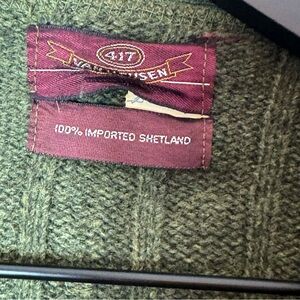 417
VAN HEUSEN
100% IMPORTED SHETLAND